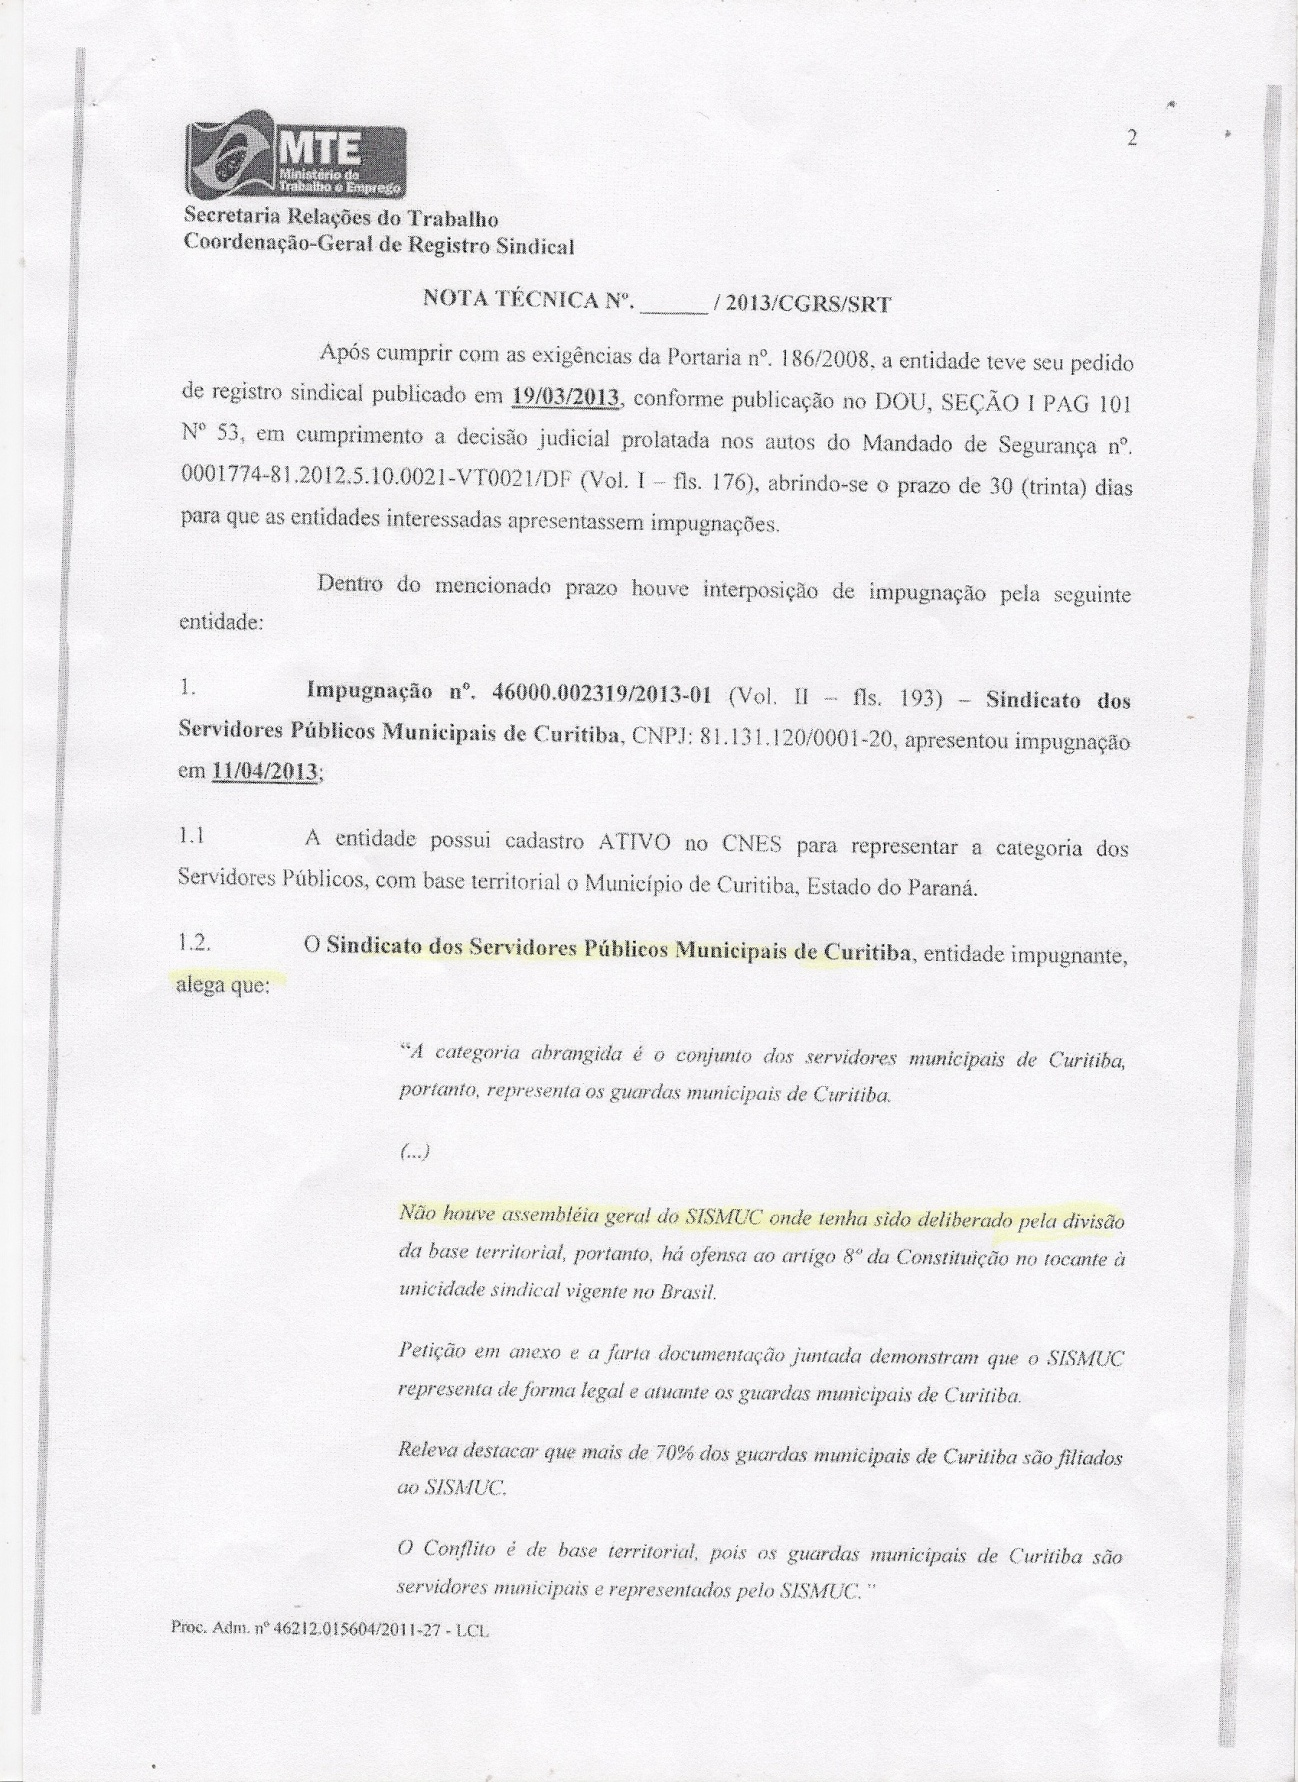 2
MTE
Ministério do
Trabalho e Emprego
Secretaria Relações do Trabalho
Coordenação-Geral de Registro Sindical
NOTA TÉCNICA Nº. ______ / 2013/CGRS/SRT
Após cumprir com as exigências da Portaria nº. 186/2008, a entidade teve seu pedido
de registro sindical publicado em 19/03/2013, conforme publicação no DOU, SEÇÃO I PAG 101
Nº 53, em cumprimento a decisão judicial prolatada nos autos do Mandado de Segurança nº.
0001774-81.2012.5.10.0021-VT0021/DF (Vol. I – fls. 176), abrindo-se o prazo de 30 (trinta) dias
para que as entidades interessadas apresentassem impugnações.
Dentro do mencionado prazo houve interposição de impugnação pela seguinte
entidade:
1. Impugnação nº. 46000.002319/2013-01 (Vol. II – fls. 193) – Sindicato dos
Servidores Públicos Municipais de Curitiba, CNPJ: 81.131.120/0001-20, apresentou impugnação
em 11/04/2013;
1.1 A entidade possui cadastro ATIVO no CNES para representar a categoria dos
Servidores Públicos, com base territorial o Município de Curitiba, Estado do Paraná.
1.2. O Sindicato dos Servidores Públicos Municipais de Curitiba, entidade impugnante,
alega que:
“A categoria abrangida é o conjunto dos servidores municipais de Curitiba,
portanto, representa os guardas municipais de Curitiba.
(...)
Não houve assembléia geral do SISMUC onde tenha sido deliberado pela divisão
da base territorial, portanto, há ofensa ao artigo 8º da Constituição no tocante à
unicidade sindical vigente no Brasil.
Petição em anexo e a farta documentação juntada demonstram que o SISMUC
representa de forma legal e atuante os guardas municipais de Curitiba.
Releva destacar que mais de 70% dos guardas municipais de Curitiba são filiados
ao SISMUC.
O Conflito é de base territorial, pois os guardas municipais de Curitiba são
servidores municipais e representados pelo SISMUC.”
Proc. Adm. nº 46212.015604/2011-27 - LCL